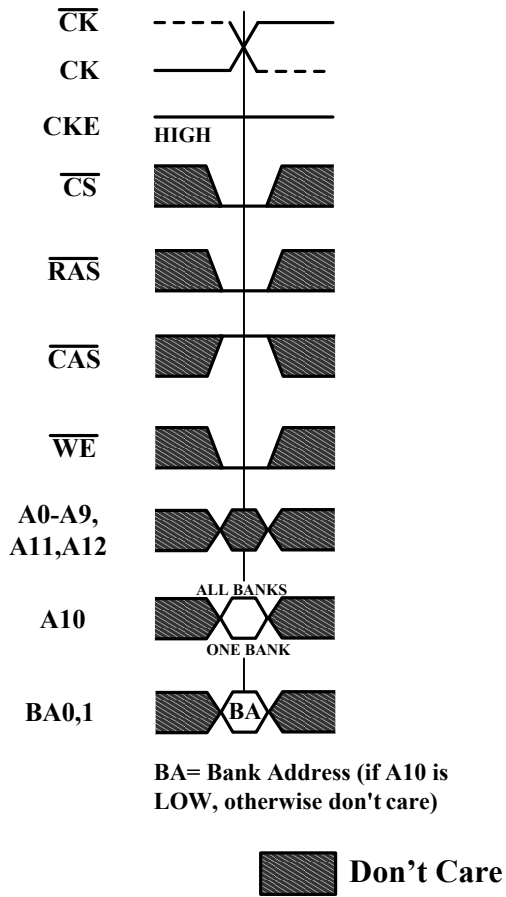 CK
CK
CKE
HIGH
CS
RAS
CAS
WE
A0-A9,
A11,A12
ALL BANKS
A10
ONE BANK
BA0,1
BA
BA= Bank Address (if A10 is
LOW, otherwise don't care)
Don’t Care